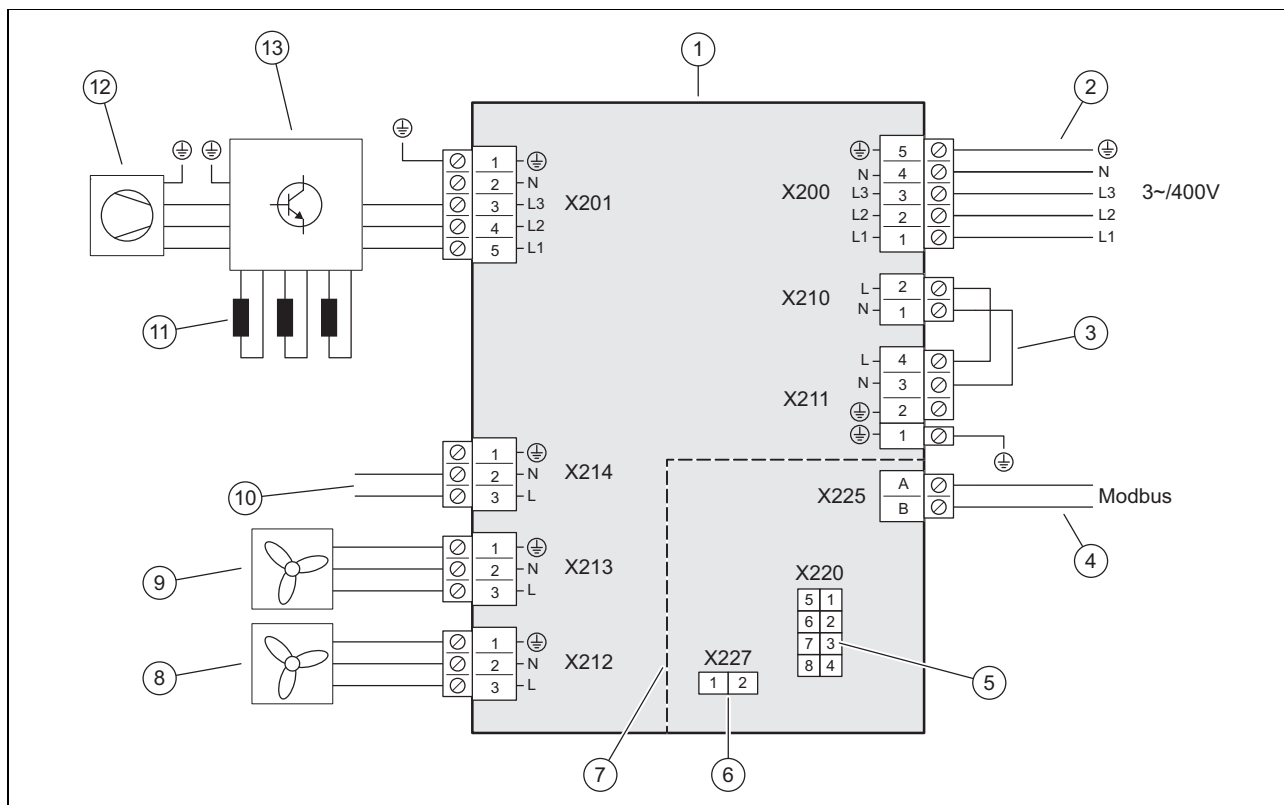 13
1
12
2
1
2 N
3 L3
4 L2
5 L1
X201
5
N 4
L3 3
L2 2
L1 1
X200
N
L3
L2
L1
3~/400V
L 2
N 1
X210
3
L 4
N 3
2
1
X211
11
1
2 N
3 L
X214
10
A
B
X225
Modbus
4
1
2 N
3 L
X213
9
X220
5 1
6 2
7 3
8 4
5
1
2 N
3 L
X212
8
X227
1 2
7
6